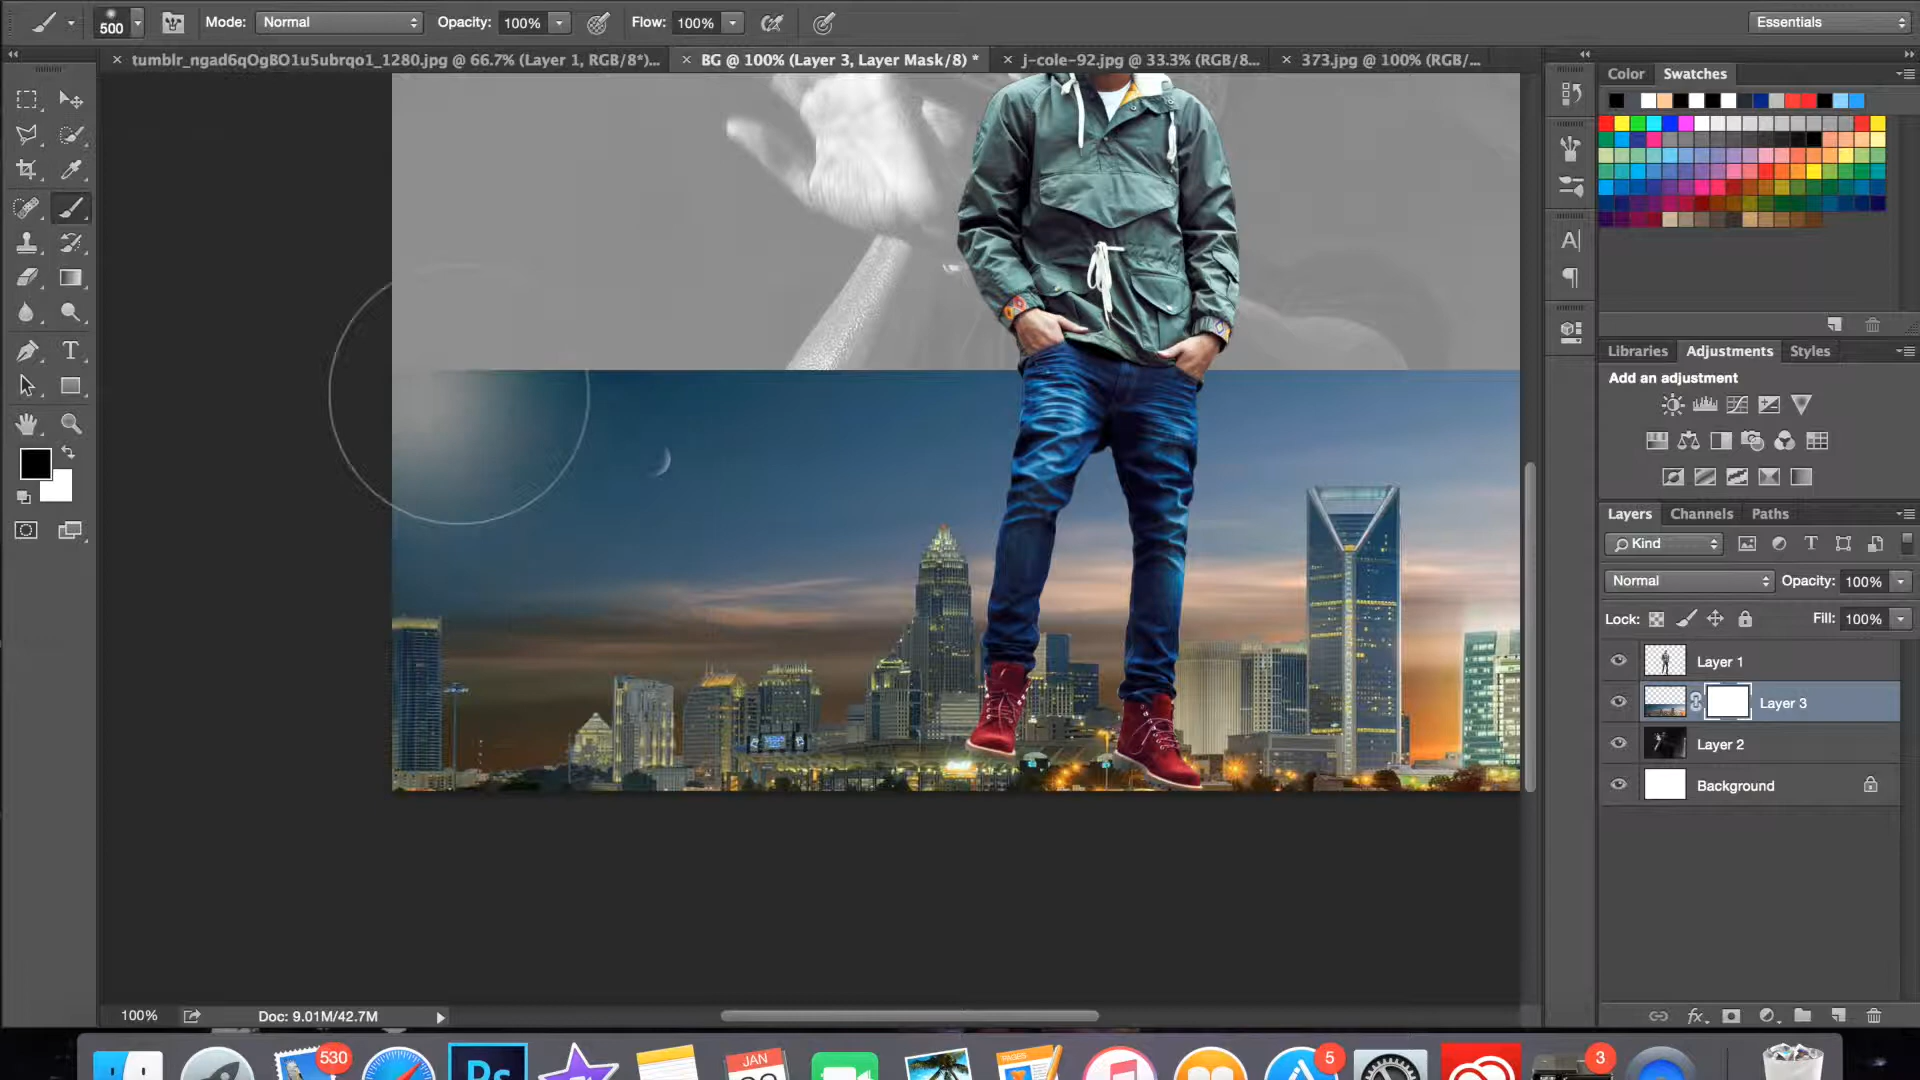 500 Mode: Normal Opacity: 100% Flow: 100% Essentials
tumblr_ngad6qOgBO1u5ubrqo1_1280.jpg @ 66.7% (Layer 1, RGB/8*)... BG @ 100% (Layer 3, Layer Mask/8) * j-cole-92.jpg @ 33.3% (RGB/8... 373.jpg @ 100% (RGB/...
Color Swatches
Libraries Adjustments Styles
Add an adjustment
Layers Channels Paths
Kind
Normal Opacity: 100%
Lock: Fill: 100%
Layer 1
Layer 3
Layer 2
Background
100% Doc: 9.01M/42.7M
fx
530 Ps JAN PAGES 5 3